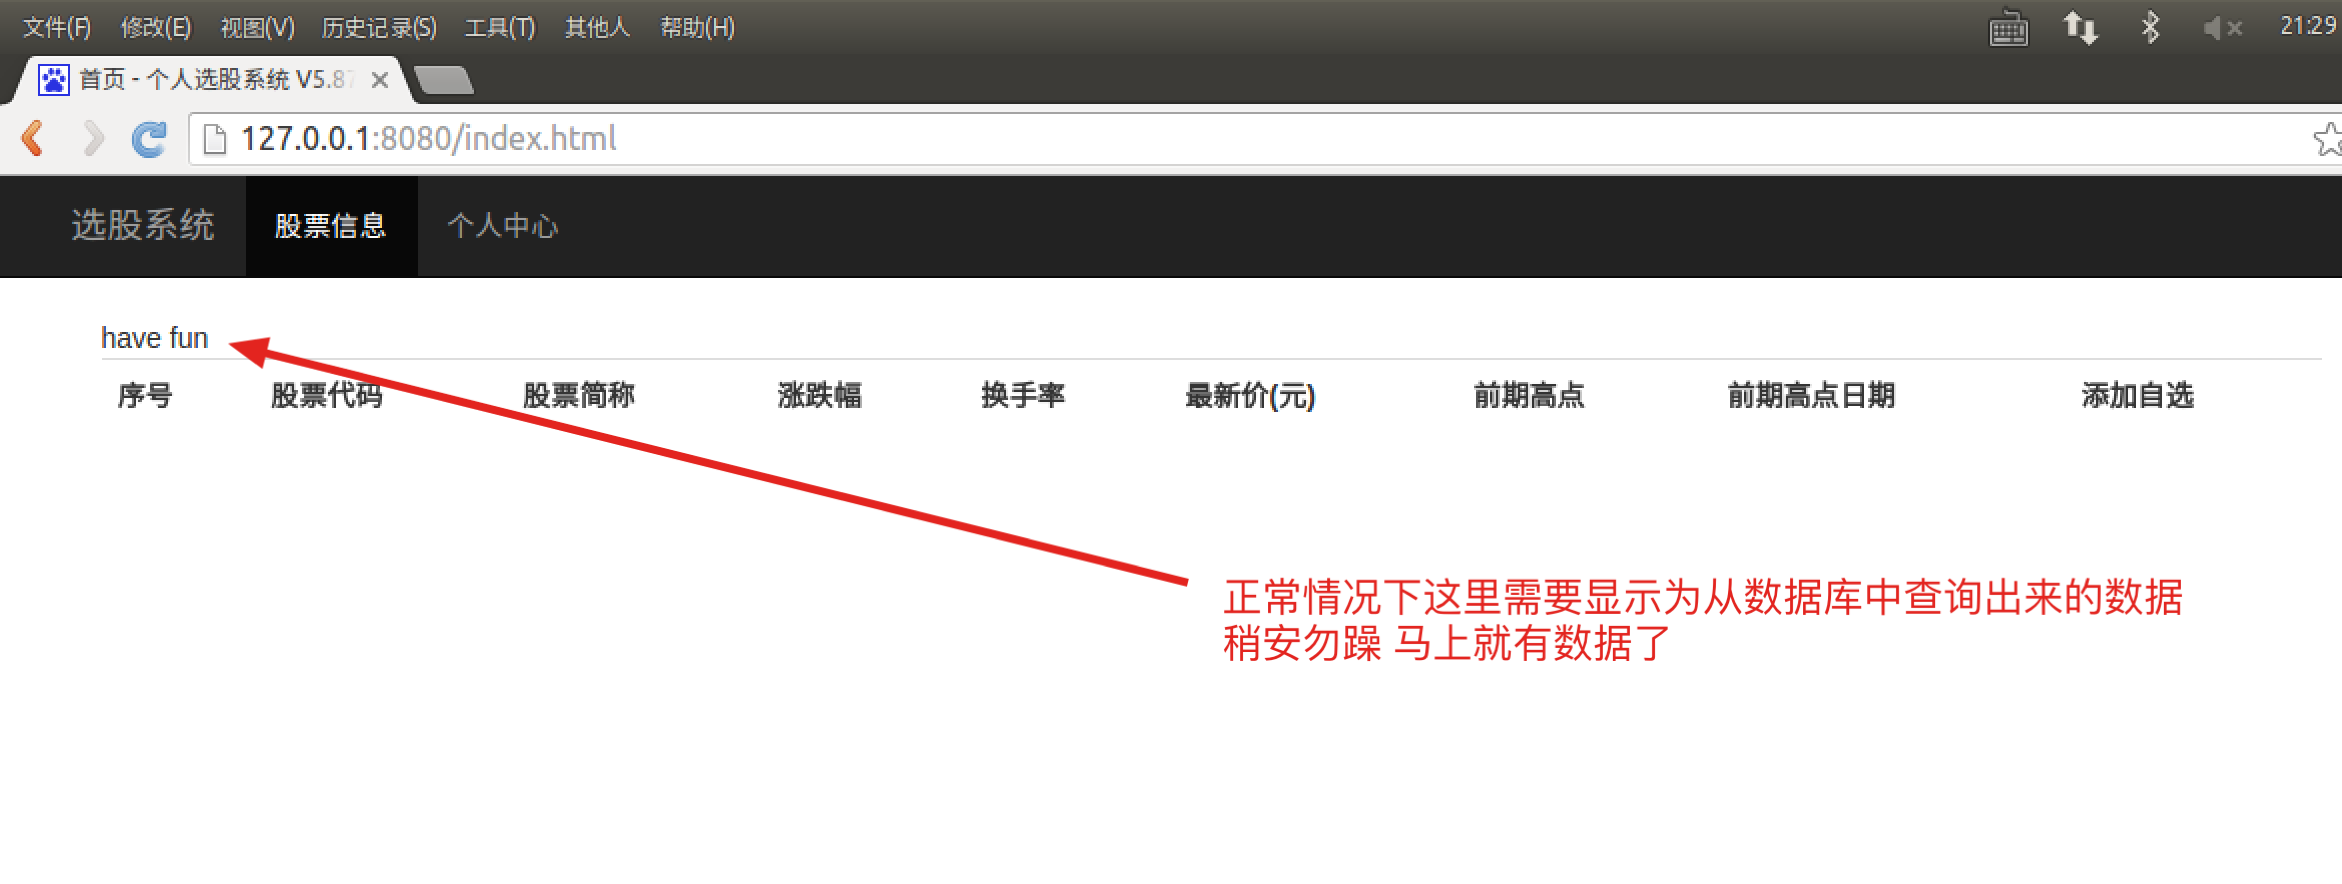 文件(F) 修改(E) 视图(V) 历史记录(S) 工具(T) 其他人 帮助(H) 21:29
首页 - 个人选股系统 V5.87
127.0.0.1:8080/index.html
选股系统 股票信息 个人中心
have fun
序号 股票代码 股票简称 涨跌幅 换手率 最新价(元) 前期高点 前期高点日期 添加自选
正常情况下这里需要显示为从数据库中查询出来的数据
稍安勿躁 马上就有数据了